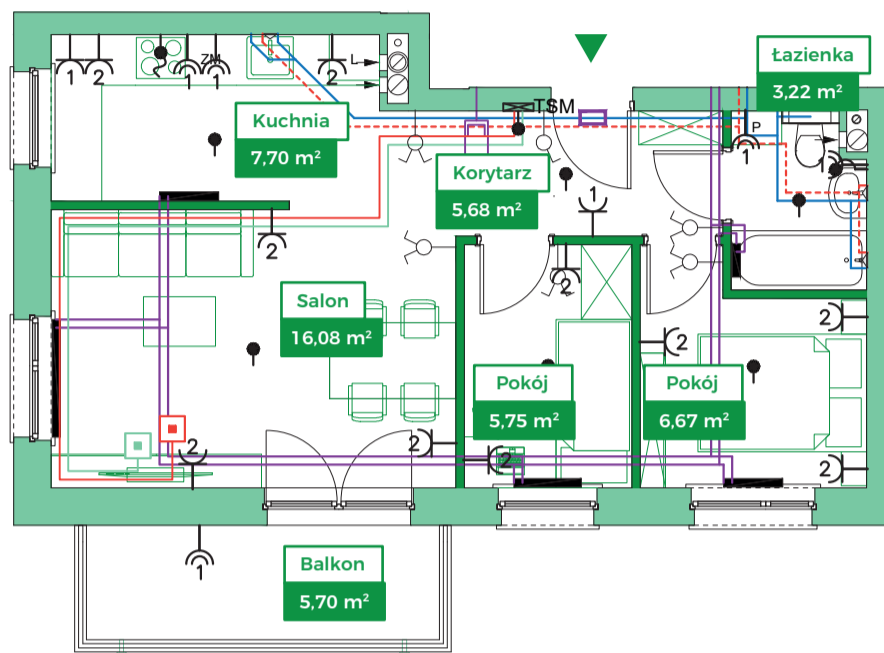 Łazienka
3,22 m²
1
1
2
ZM
1
1
2
L
TSM
Kuchnia
7,70 m²
P
1
1
Korytarz
5,68 m²
1
2
2
Salon
16,08 m²
2
2
Pokój
5,75 m²
Pokój
6,67 m²
2
2
2
2
1
Balkon
5,70 m²